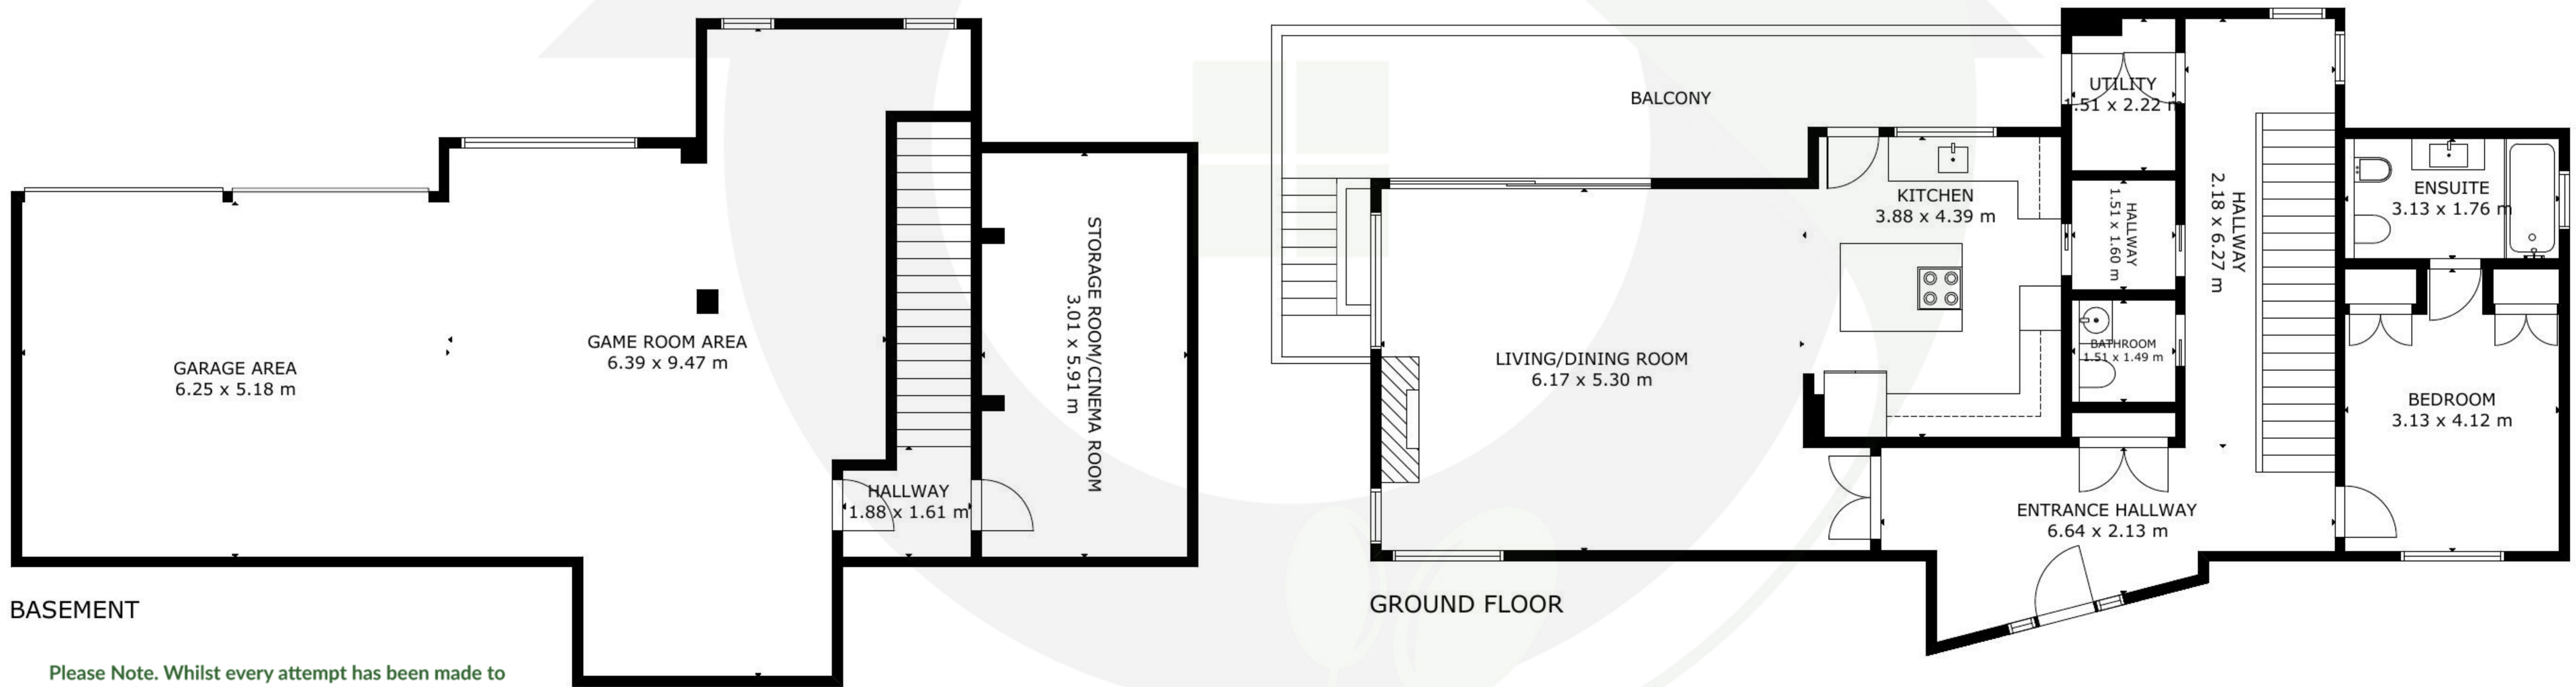 GARAGE AREA
6.25 x 5.18 m
GAME ROOM AREA
6.39 x 9.47 m
HALLWAY
1.88 x 1.61 m
STORAGE ROOM/CINEMA ROOM
3.01 x 5.91 m
BASEMENT
Please Note. Whilst every attempt has been made to
BALCONY
UTILITY
1.51 x 2.22 m
KITCHEN
3.88 x 4.39 m
HALLWAY
1.51 x 1.60 m
HALLWAY
2.18 x 6.27 m
ENSUITE
3.13 x 1.76 m
BATHROOM
1.51 x 1.49 m
LIVING/DINING ROOM
6.17 x 5.30 m
BEDROOM
3.13 x 4.12 m
ENTRANCE HALLWAY
6.64 x 2.13 m
GROUND FLOOR